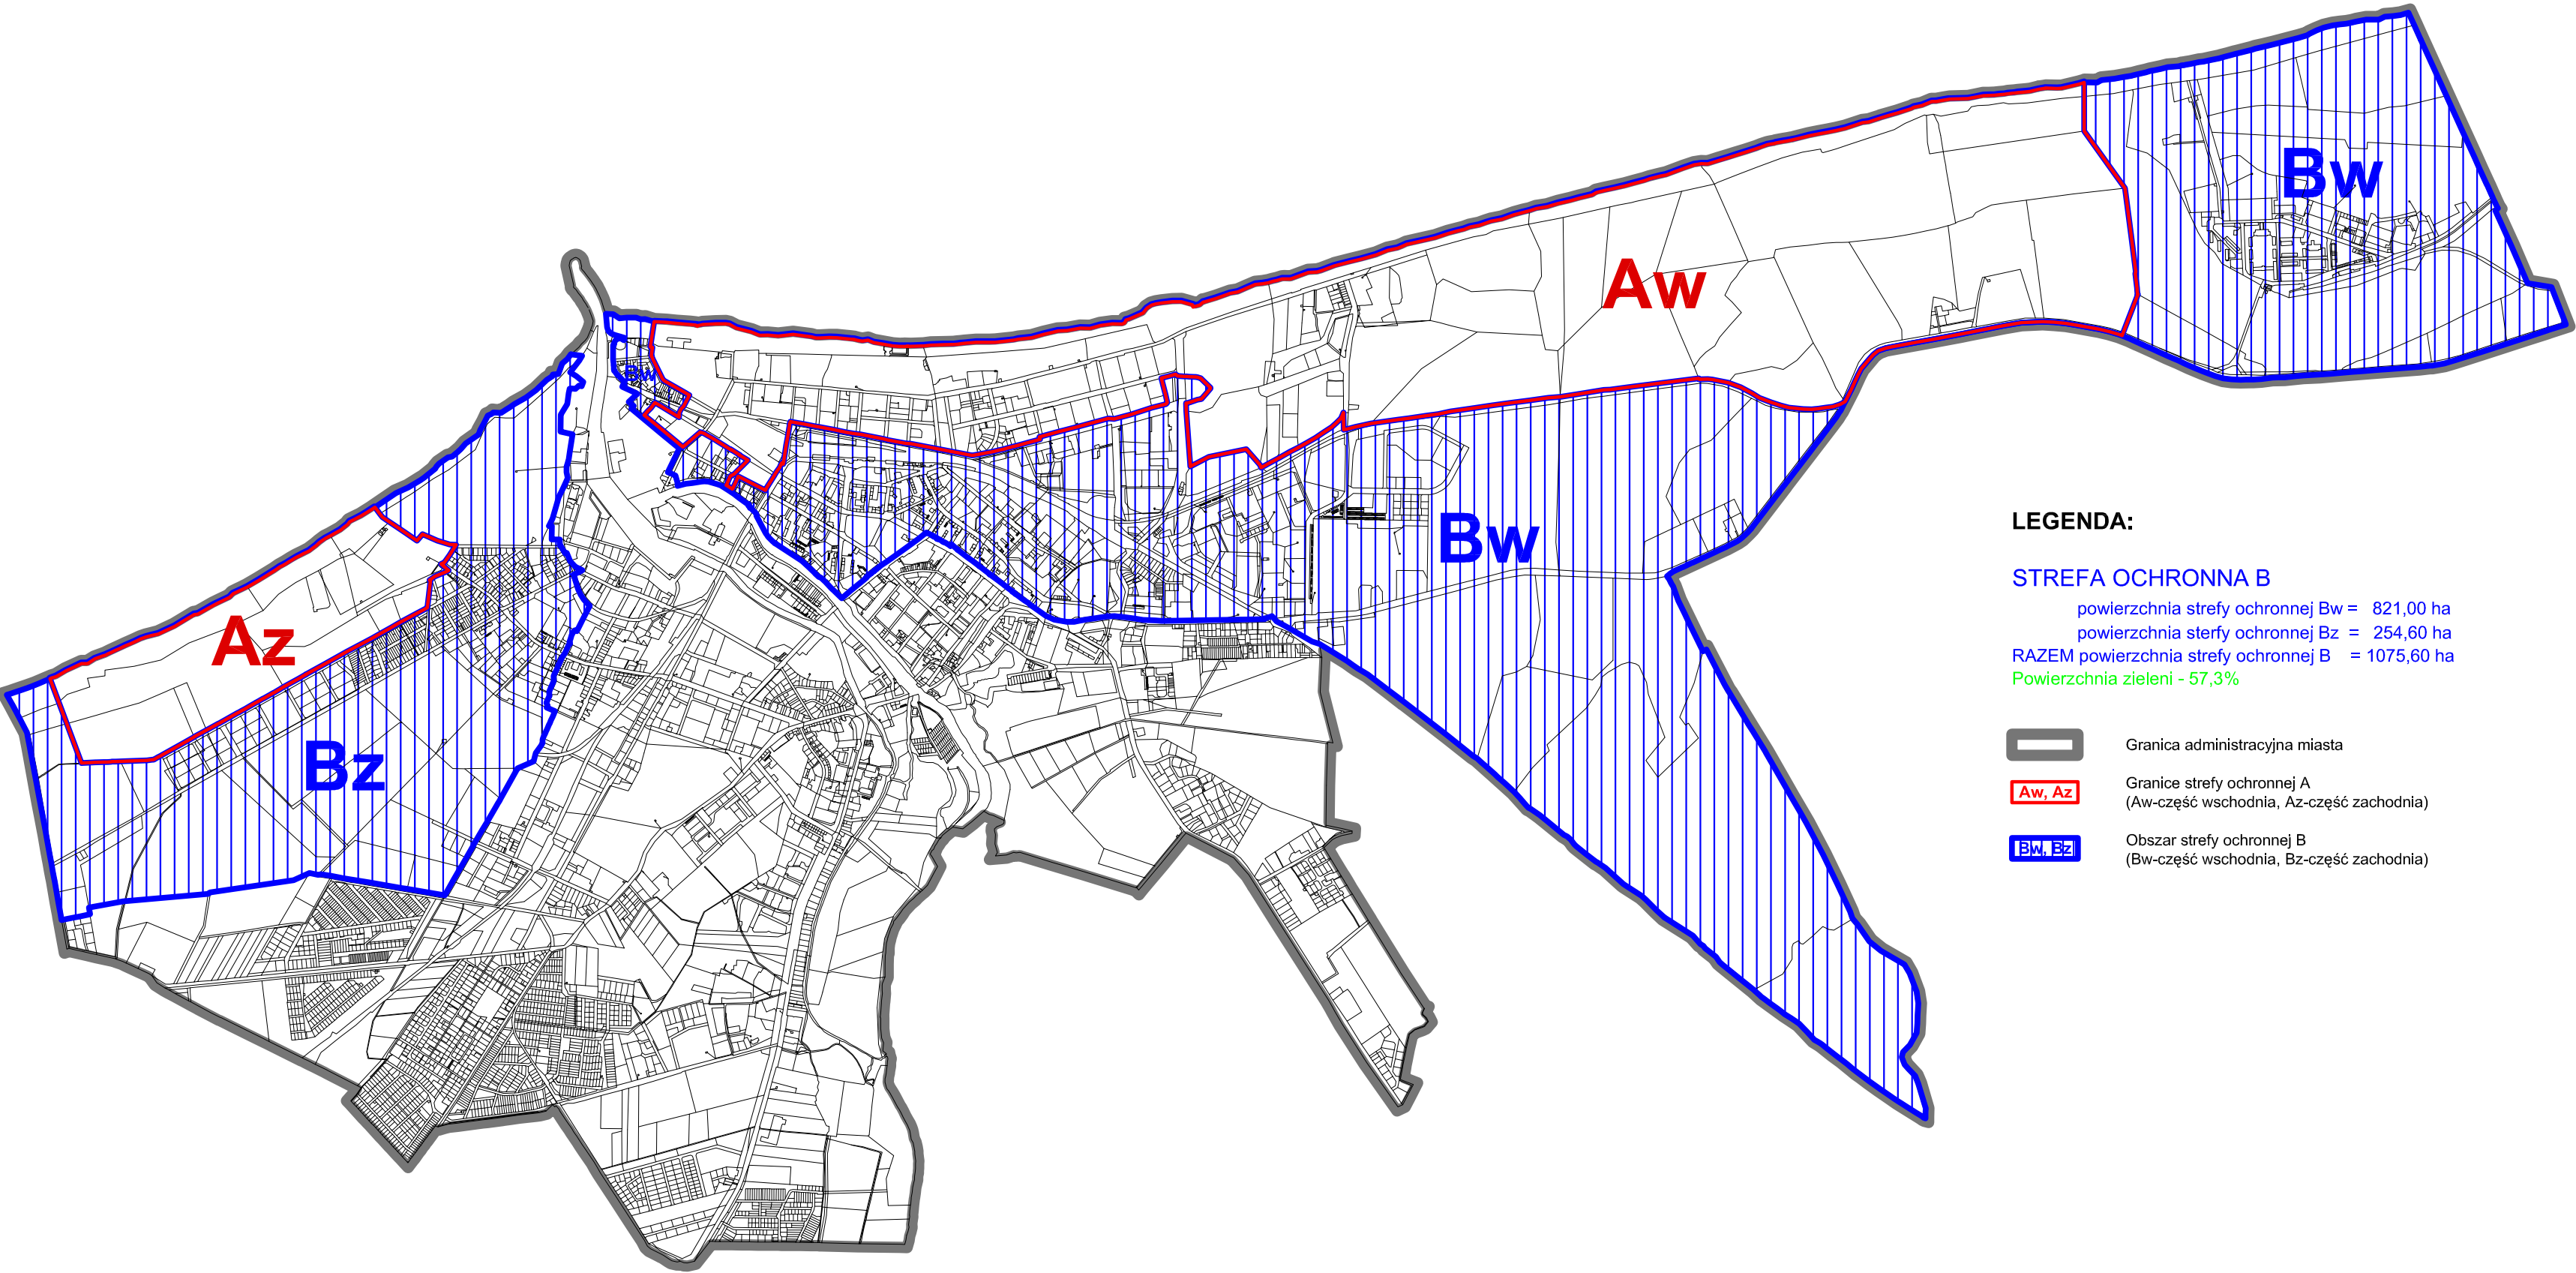 Bw
Aw
Bw
Bw
Az
Bz
LEGENDA:
STREFA OCHRONNA B
powierzchnia strefy ochronnej Bw = 821,00 ha
powierzchnia sterfy ochronnej Bz = 254,60 ha
RAZEM powierzchnia strefy ochronnej B = 1075,60 ha
Powierzchnia zieleni - 57,3%
Granica administracyjna miasta
Aw, Az
Granice strefy ochronnej A
(Aw-część wschodnia, Az-część zachodnia)
Bw, Bz
Obszar strefy ochronnej B
(Bw-część wschodnia, Bz-część zachodnia)